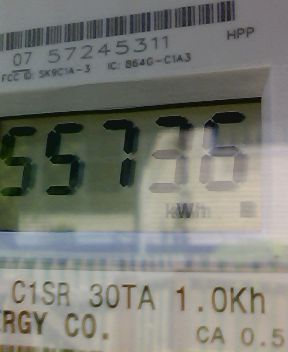 HPP
07 57245311
FCC ID: SK9C1A-3 IC: 864G-C1A3
55736
kWh
C1SR 30TA 1.0Kh
RGY CO.
CA 0.5